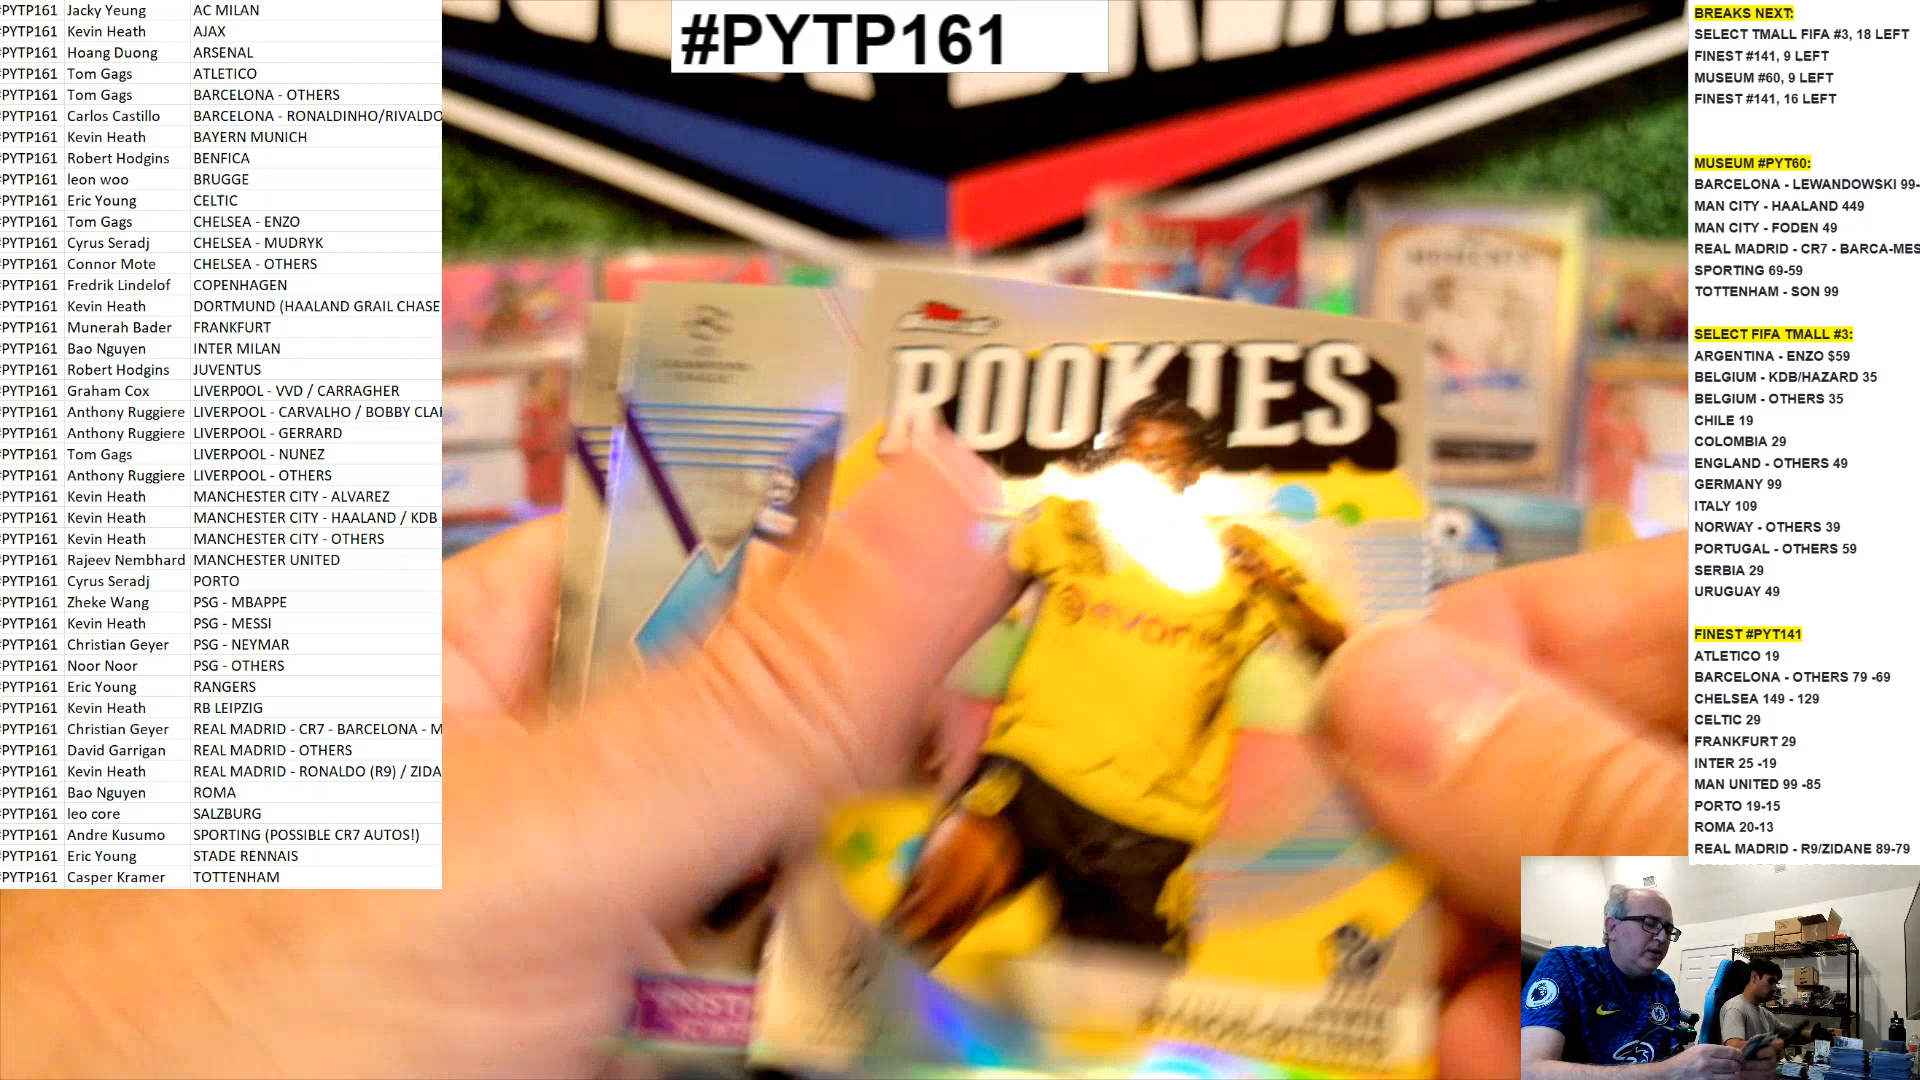 #PYTP161
#PYTP161 Jacky Yeung AC MILAN
#PYTP161 Kevin Heath AJAX
#PYTP161 Hoang Duong ARSENAL
#PYTP161 Tom Gags ATLETICO
#PYTP161 Tom Gags BARCELONA - OTHERS
#PYTP161 Carlos Castillo BARCELONA - RONALDINHO/RIVALDO
#PYTP161 Kevin Heath BAYERN MUNICH
#PYTP161 Robert Hodgins BENFICA
#PYTP161 leon woo BRUGGE
#PYTP161 Eric Young CELTIC
#PYTP161 Tom Gags CHELSEA - ENZO
#PYTP161 Cyrus Seradj CHELSEA - MUDRYK
#PYTP161 Connor Mote CHELSEA - OTHERS
#PYTP161 Fredrik Lindelof COPENHAGEN
#PYTP161 Kevin Heath DORTMUND (HAALAND GRAIL CHASE
#PYTP161 Munerah Bader FRANKFURT
#PYTP161 Bao Nguyen INTER MILAN
#PYTP161 Robert Hodgins JUVENTUS
#PYTP161 Graham Cox LIVERP0OL - VVD / CARRAGHER
#PYTP161 Anthony Ruggiere LIVERPOOL - CARVALHO / BOBBY CLA
#PYTP161 Anthony Ruggiere LIVERPOOL - GERRARD
#PYTP161 Tom Gags LIVERPOOL - NUNEZ
#PYTP161 Anthony Ruggiere LIVERPOOL - OTHERS
#PYTP161 Kevin Heath MANCHESTER CITY - ALVAREZ
#PYTP161 Kevin Heath MANCHESTER CITY - HAALAND / KDB
#PYTP161 Kevin Heath MANCHESTER CITY - OTHERS
#PYTP161 Rajeev Nembhard MANCHESTER UNITED
#PYTP161 Cyrus Seradj PORTO
#PYTP161 Zheke Wang PSG - MBAPPE
#PYTP161 Kevin Heath PSG - MESSI
#PYTP161 Christian Geyer PSG - NEYMAR
#PYTP161 Noor Noor PSG - OTHERS
#PYTP161 Eric Young RANGERS
#PYTP161 Kevin Heath RB LEIPZIG
#PYTP161 Christian Geyer REAL MADRID - CR7 - BARCELONA - M
#PYTP161 David Garrigan REAL MADRID - OTHERS
#PYTP161 Kevin Heath REAL MADRID - RONALDO (R9) / ZIDA
#PYTP161 Bao Nguyen ROMA
#PYTP161 leo core SALZBURG
#PYTP161 Andre Kusumo SPORTING (POSSIBLE CR7 AUTOS!)
#PYTP161 Eric Young STADE RENNAIS
#PYTP161 Casper Kramer TOTTENHAM
ROOKIES
BREAKS NEXT:
SELECT TMALL FIFA #3, 18 LEFT
FINEST #141, 9 LEFT
MUSEUM #60, 9 LEFT
FINEST #141, 16 LEFT
MUSEUM #PYT60:
BARCELONA - LEWANDOWSKI 99-
MAN CITY - HAALAND 449
MAN CITY - FODEN 49
REAL MADRID - CR7 - BARCA-MES
SPORTING 69-59
TOTTENHAM - SON 99
SELECT FIFA TMALL #3:
ARGENTINA - ENZO $59
BELGIUM - KDB/HAZARD 35
BELGIUM - OTHERS 35
CHILE 19
COLOMBIA 29
ENGLAND - OTHERS 49
GERMANY 99
ITALY 109
NORWAY - OTHERS 39
PORTUGAL - OTHERS 59
SERBIA 29
URUGUAY 49
FINEST #PYT141
ATLETICO 19
BARCELONA - OTHERS 79 -69
CHELSEA 149 - 129
CELTIC 29
FRANKFURT 29
INTER 25 -19
MAN UNITED 99 -85
PORTO 19-15
ROMA 20-13
REAL MADRID - R9/ZIDANE 89-79